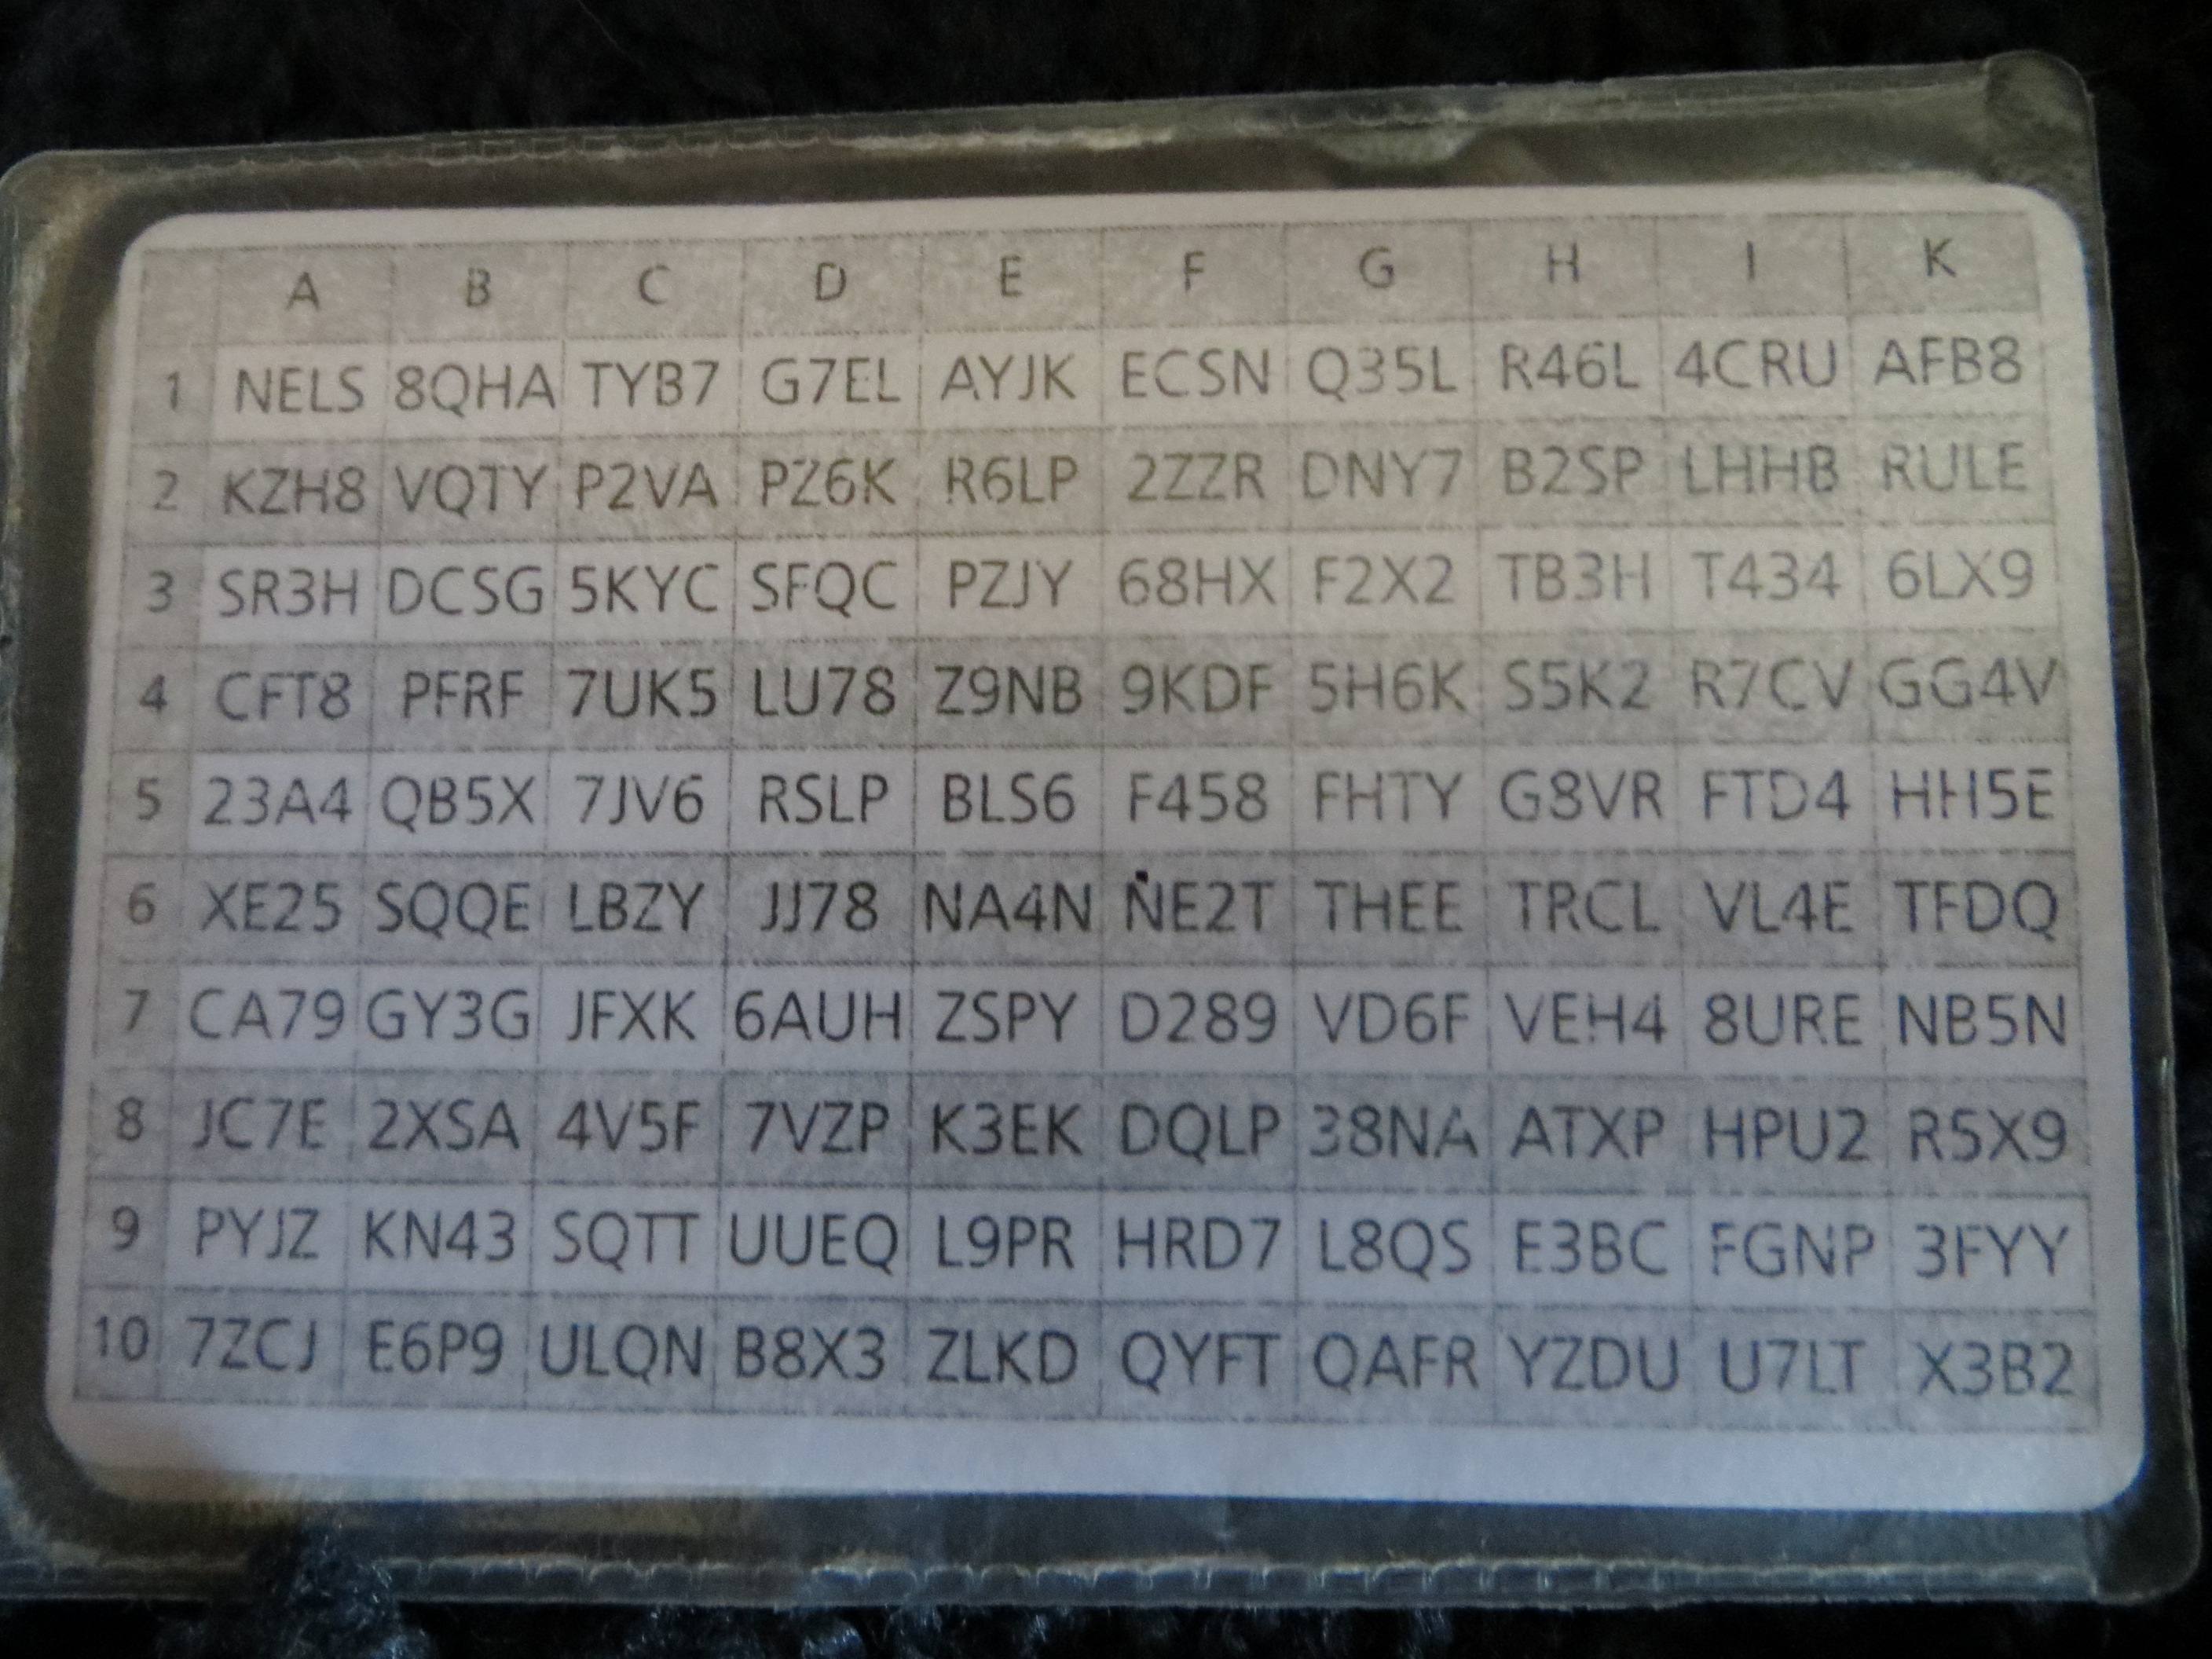 A B C D E F G H I K
1 NELS 8QHA TYB7 G7EL AYJK ECSN Q35L R46L 4CRU AFB8
2 KZH8 VQTY P2VA PZ6K R6LP 2ZZR DNY7 B2SP LHHB RULE
3 SR3H DCSG 5KYC SFQC PZJY 68HX F2X2 TB3H T434 6LX9
4 CFT8 PFRF 7UK5 LU78 Z9NB 9KDF 5H6K S5K2 R7CV GG4V
5 23A4 QB5X 7JV6 RSLP BLS6 F458 FHTY G8VR FTD4 HH5E
6 XE25 SQQE LBZY JJ78 NA4N NE2T THEE TRCL VL4E TFDQ
7 CA79 GY3G JFXK 6AUH ZSPY D289 VD6F VEH4 8URE NB5N
8 JC7E 2XSA 4V5F 7VZP K3EK DQLP 38NA ATXP HPU2 R5X9
9 PYJZ KN43 SQTT UUEQ L9PR HRD7 L8QS E3BC FGNP 3FYY
10 7ZCJ E6P9 ULQN B8X3 ZLKD QYFT QAFR YZDU U7LT X3B2